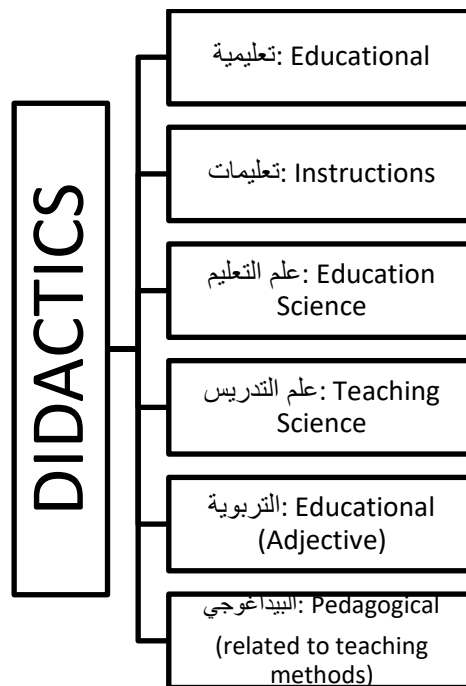 DIDACTICS
تعليمية: Educational
تعليمات: Instructions
علم التعليم: Education
Science
علم التدريس: Teaching
Science
التربوية: Educational
(Adjective)
البيداغوجي: Pedagogical
(related to teaching
methods)